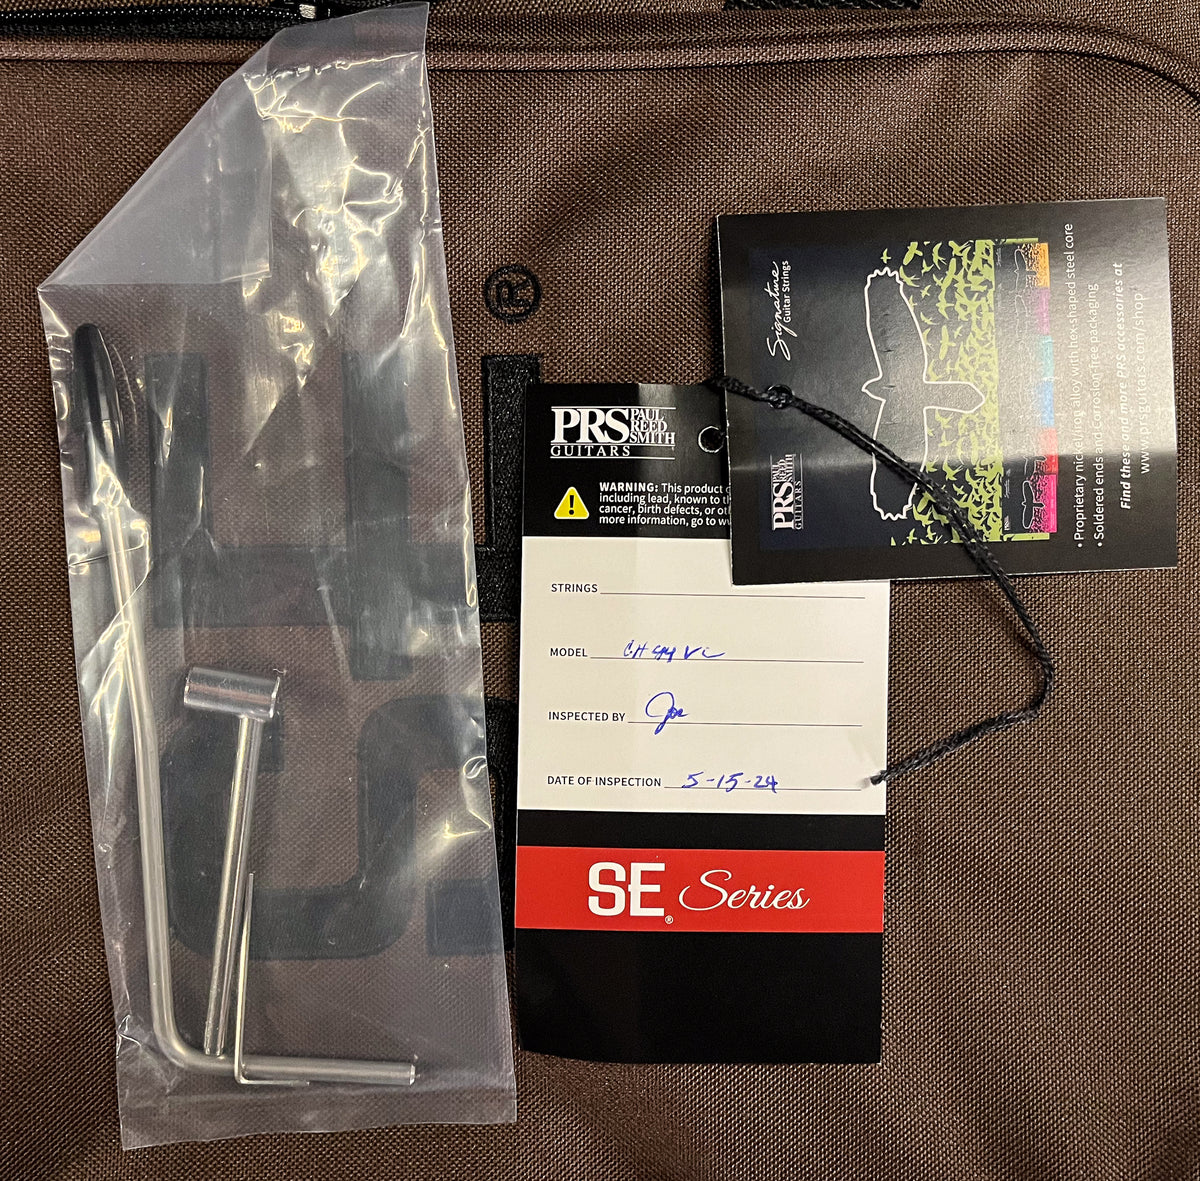 ®
SE
PRS PAUL
REED
SMITH
GUITARS
WARNING: This product
including lead, known to
cancer, birth defects, or
more information, go to
STRINGS
MODEL
INSPECTED BY Joe
DATE OF INSPECTION 5-15-24
SE® Series
Signature
Guitar Strings
PRS PAUL
REED
SMITH
GUITARS
• Proprietary nickel-iron alloy with hex-shaped steel core
• Soldered ends and Corrosion-free packaging
Find these and more PRS accessories at
www.prsguitars.com/shop